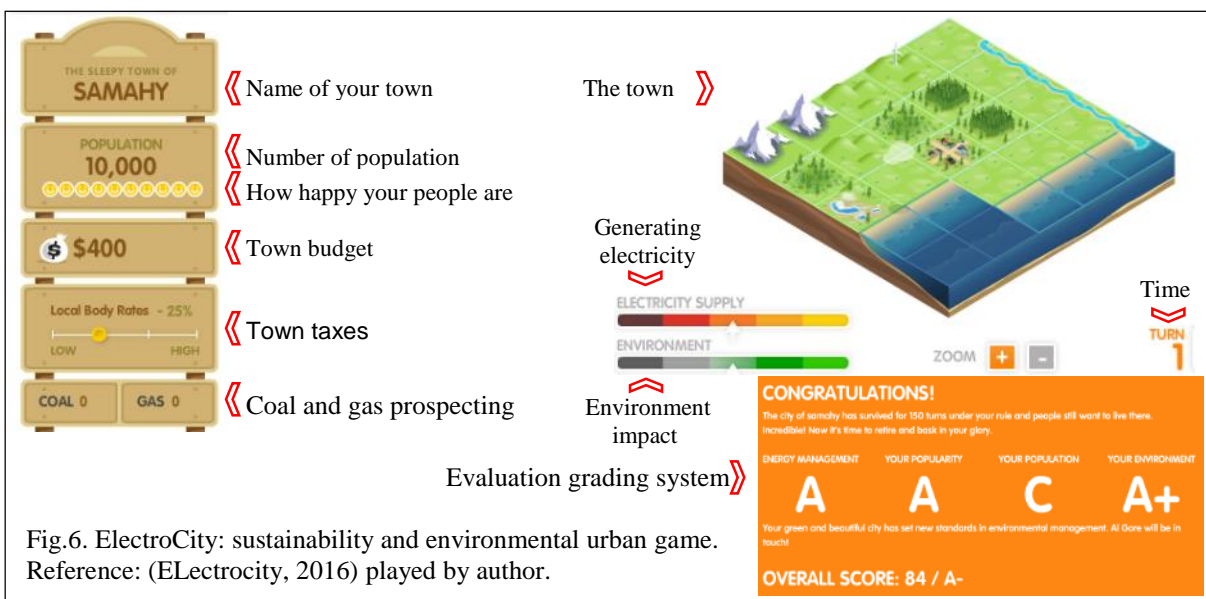 THE SLEEPY TOWN OF
SAMAHY
Name of your town
POPULATION
10,000
Number of population
How happy your people are
$ $400
Town budget
Local Body Rates - 25%
LOW HIGH
Town taxes
COAL 0 GAS 0
Coal and gas prospecting
The town
Generating
electricity
ELECTRICITY SUPPLY
ENVIRONMENT
Environment
impact
ZOOM + -
Time
TURN
1
Evaluation grading system
CONGRATULATIONS!
The city of samahy has survived for 150 turns under your rule and people still want to live there.
Incredible! Now it's time to retire and bask in your glory.
ENERGY MANAGEMENT YOUR POPULARITY YOUR POPULATION YOUR ENVIRONMENT
A A C A+
Your green and beautiful city has set new standards in environmental management. Al Gore will be in
touch!
OVERALL SCORE: 84 / A-
Fig.6. ElectroCity: sustainability and environmental urban game.
Reference: (ELectrocity, 2016) played by author.